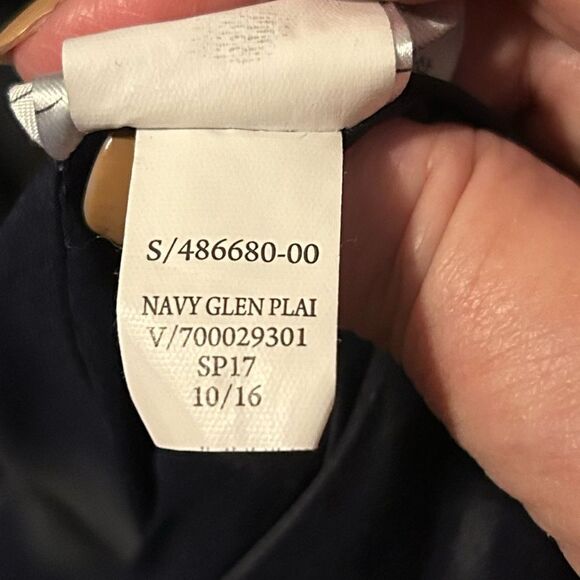 S/486680-00
NAVY GLEN PLAI
V/700029301
SP17
10/16